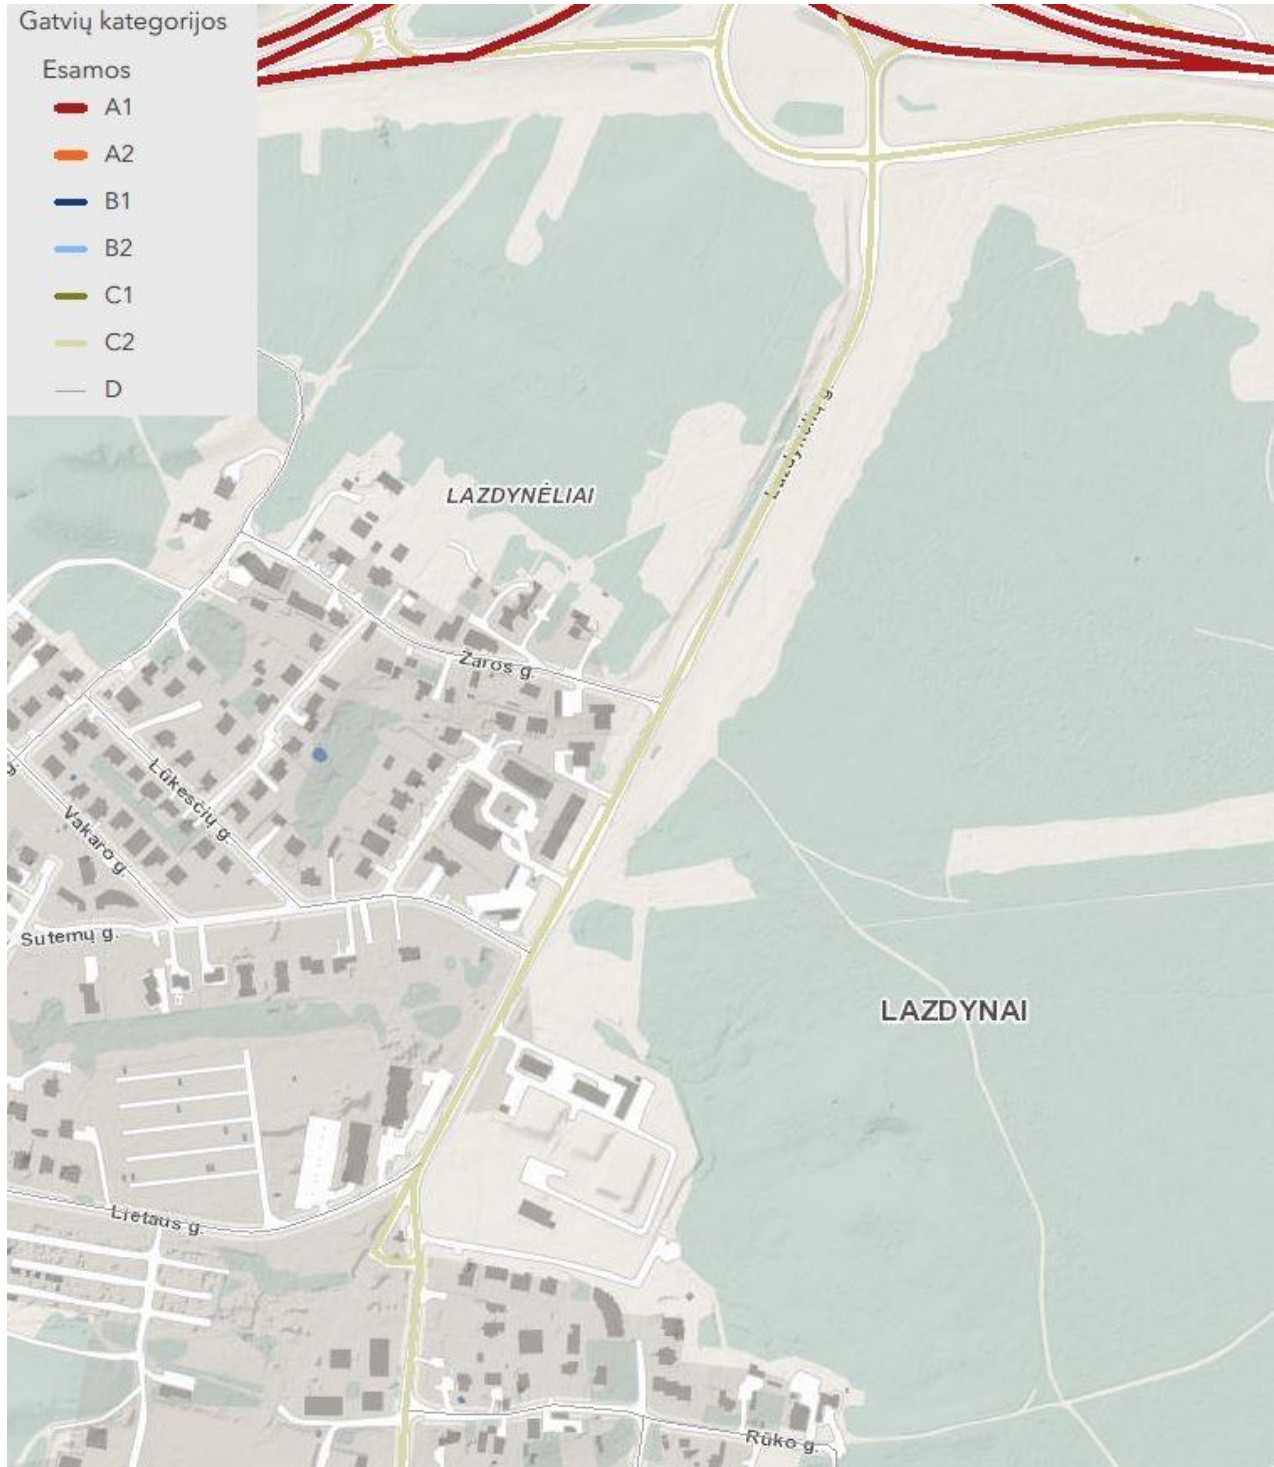 Gatvių kategorijos
Esamos
A1
A2
B1
B2
C1
C2
D
Lazdynėlių g.
LAZDYNĖLIAI
Žaros g.
Lūkesčių g.
Vakaro g.
Sutemų g.
LAZDYNAI
Lietaus g.
Rūko g.